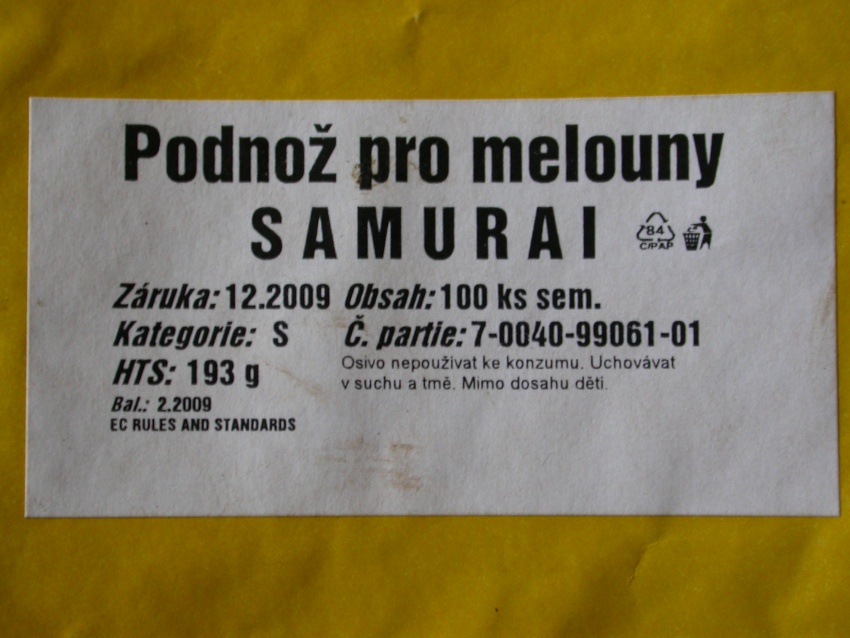 Podnož pro melouny
SAMURAI
84
C/PAP
Záruka: 12.2009 Obsah: 100 ks sem.
Kategorie: S Č. partie: 7-0040-99061-01
HTS: 193 g
Osivo nepoužívat ke konzumu. Uchovávat
v suchu a tmě. Mimo dosahu dětí.
Bal.: 2.2009
EC RULES AND STANDARDS